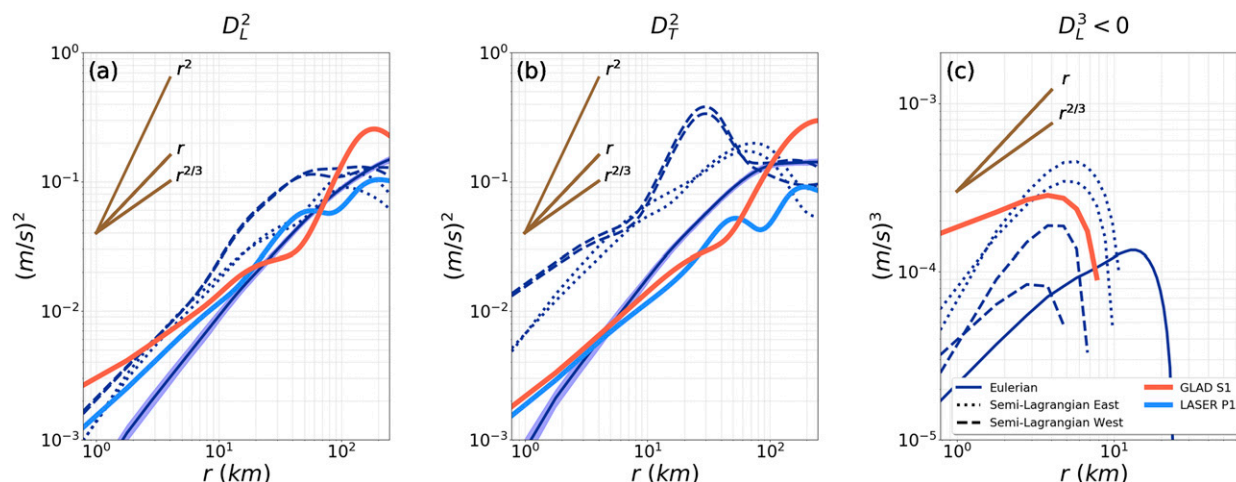 $D_L^2$
(a)
$r^2$
$r$
$r^{2/3}$
$(m/s)^2$
$10^0$
$10^{-1}$
$10^{-2}$
$10^{-3}$
$10^0$ $10^1$ $10^2$
$r$ $(km)$
$D_T^2$
(b)
$r^2$
$r$
$r^{2/3}$
$(m/s)^2$
$10^0$
$10^{-1}$
$10^{-2}$
$10^{-3}$
$10^0$ $10^1$ $10^2$
$r$ $(km)$
$D_L^3 < 0$
(c)
$r$
$r^{2/3}$
$(m/s)^3$
$10^{-3}$
$10^{-4}$
$10^{-5}$
Eulerian
Semi-Lagrangian East
Semi-Lagrangian West
GLAD S1
LASER P1
$10^0$ $10^1$
$r$ $(km)$